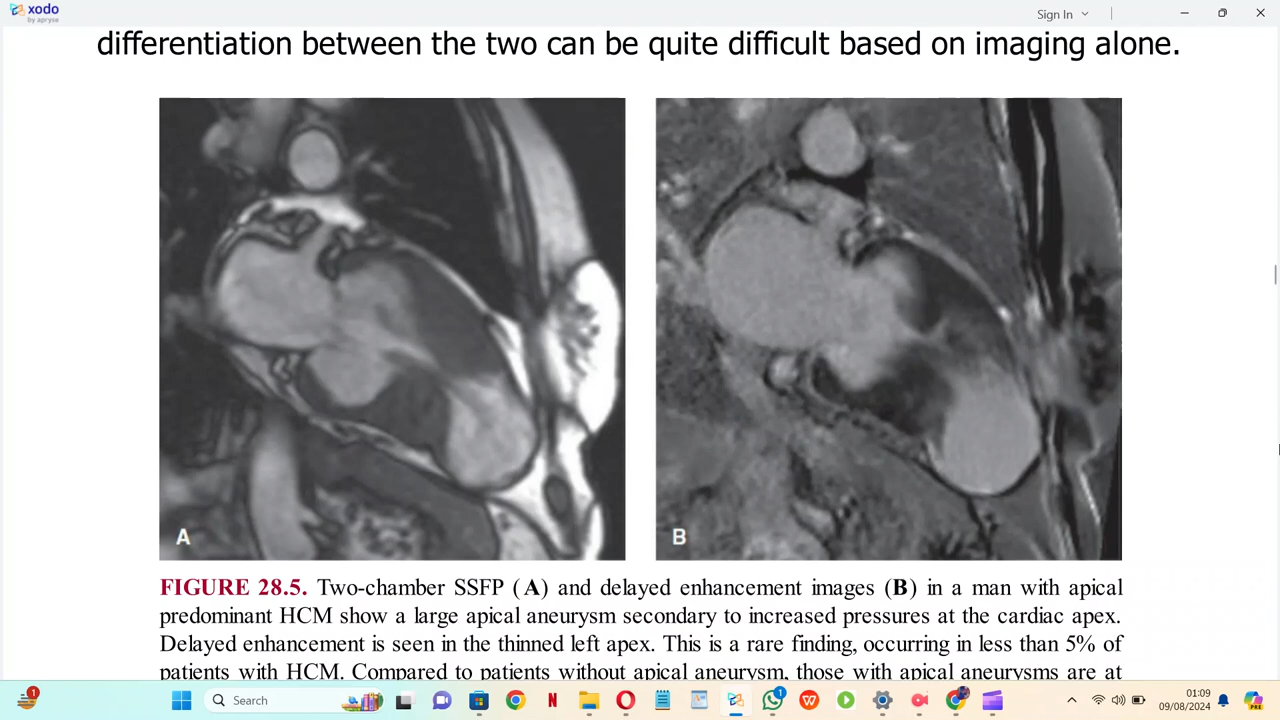 xodo
by apryse
Sign In
differentiation between the two can be quite difficult based on imaging alone.
A
B
FIGURE 28.5. Two-chamber SSFP (A) and delayed enhancement images (B) in a man with apical
predominant HCM show a large apical aneurysm secondary to increased pressures at the cardiac apex.
Delayed enhancement is seen in the thinned left apex. This is a rare finding, occurring in less than 5% of
patients with HCM. Compared to patients without apical aneurysm, those with apical aneurysms are at
1
Search
1
01:09
09/08/2024
PRE